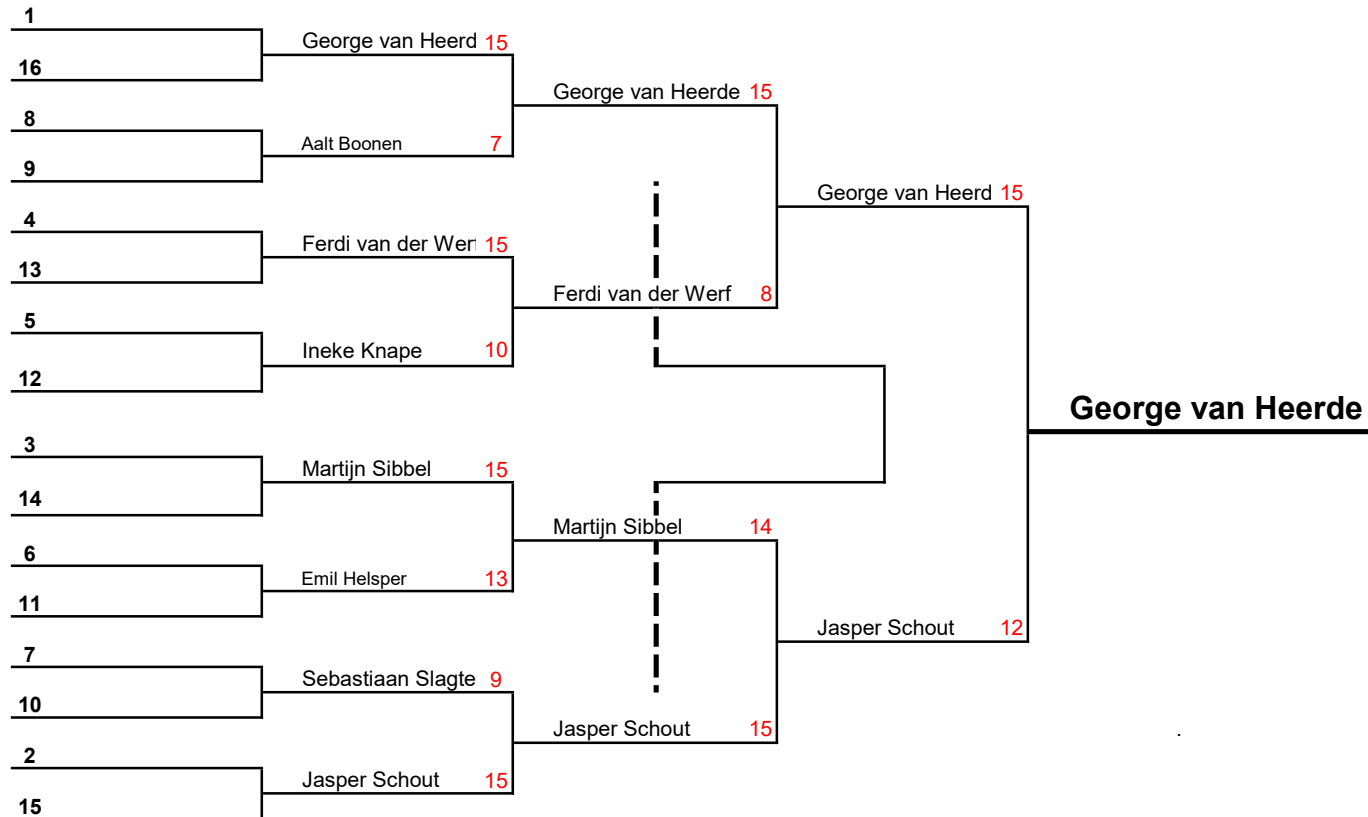 1
George van Heerd 15
16
George van Heerde 15
8
Aalt Boonen 7
9
George van Heerd 15
4
Ferdi van der Werf 15
13
Ferdi van der Werf 8
5
Ineke Knape 10
12
George van Heerde
3
Martijn Sibbel 15
14
Martijn Sibbel 14
6
Emil Helsper 13
11
Jasper Schout 12
7
Sebastiaan Slagte 9
10
Jasper Schout 15
2
Jasper Schout 15
15